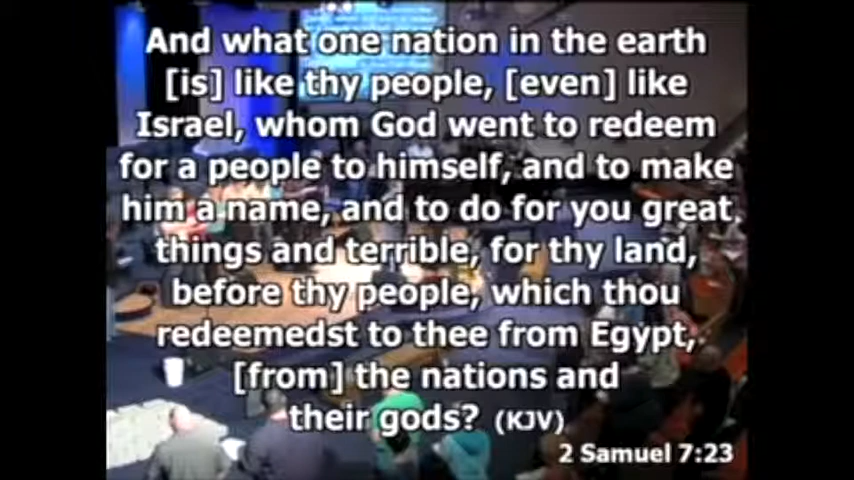 And what one nation in the earth
[is] like thy people, [even] like
Israel, whom God went to redeem
for a people to himself, and to make
him a name, and to do for you great
things and terrible, for thy land,
before thy people, which thou
redeemedst to thee from Egypt,
[from] the nations and
their gods? (KJV)
2 Samuel 7:23